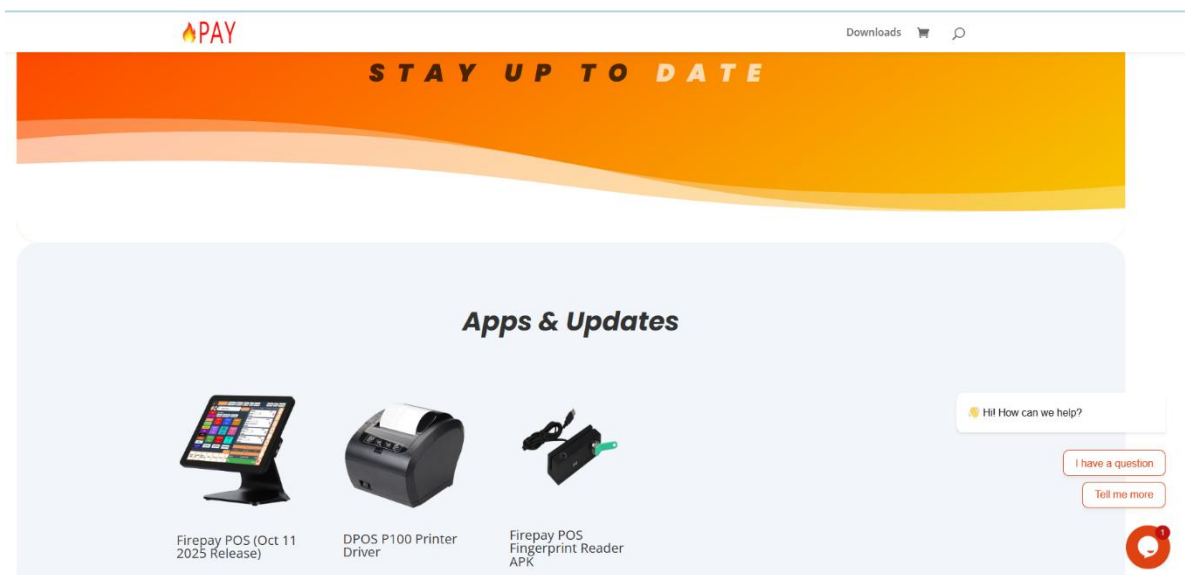 PAY
Downloads
STAY UP TO DATE
Apps & Updates
Hi! How can we help?
I have a question
Tell me more
1
Firepay POS (Oct 11
2025 Release)
DPOS P100 Printer
Driver
Firepay POS
Fingerprint Reader
APK